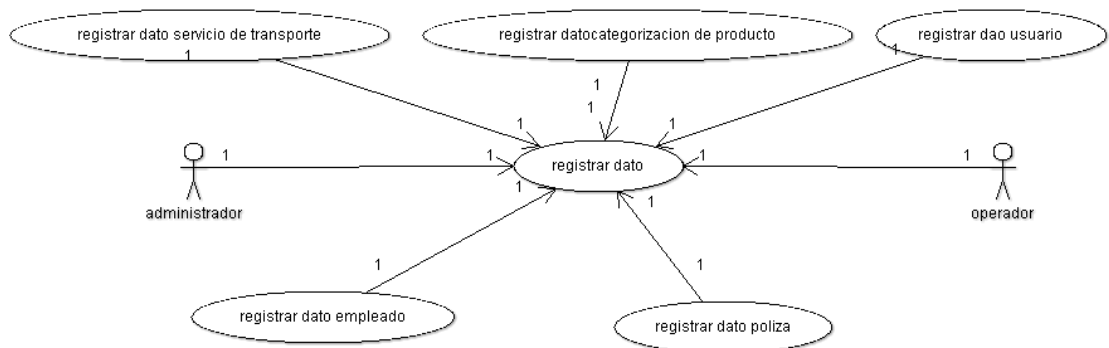 registrar dato servicio de transporte
registrar datocategorizacion de producto
registrar dao usuario
1
1
1
1
1
1
1
1
1
1
1
1
registrar dato
administrador
operador
1
1
1
1
registrar dato empleado
registrar dato poliza